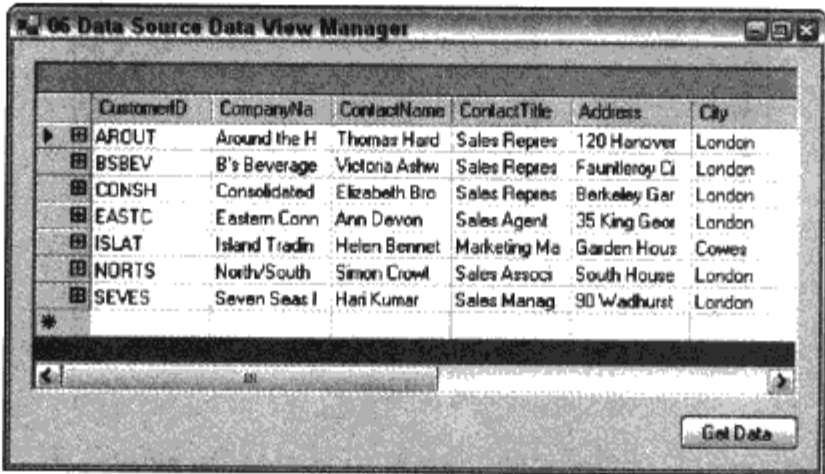 06 Data Source Data View Manager
CustomerID CompanyNa ContactName ContactTitle Address City
AROUT Around the H Thomas Hard Sales Repres 120 Hanover London
BSBEV B's Beverage Victoria Ashw Sales Repres Fauntleroy Ci London
CONSH Consolidated Elizabeth Bro Sales Repres Berkeley Gar London
EASTC Eastern Conn Ann Devon Sales Agent 35 King Geor London
ISLAT Island Tradin Helen Bennet Marketing Ma Garden Hous Cowes
NORTS North/South Simon Crowt Sales Associ South House London
SEVES Seven Seas I Hari Kumar Sales Manag 90 Wadhurst London
Get Data